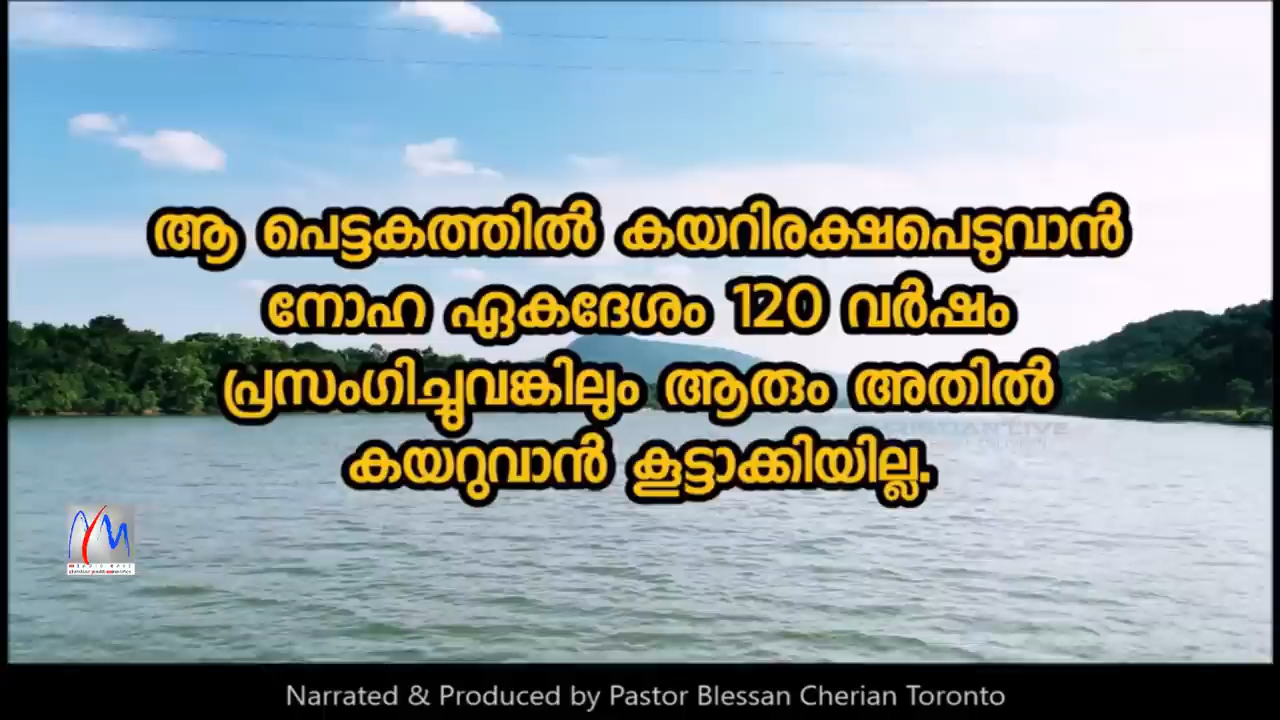 ആ പെട്ടകത്തിൽ കയറിരക്ഷപെടുവാൻ
നോഹ ഏകദേശം 120 വർഷം
പ്രസംഗിച്ചുവങ്കിലും ആരും അതിൽ
കയറുവാൻ കൂട്ടാക്കിയില്ല.
Narrated & Produced by Pastor Blessan Cherian Toronto